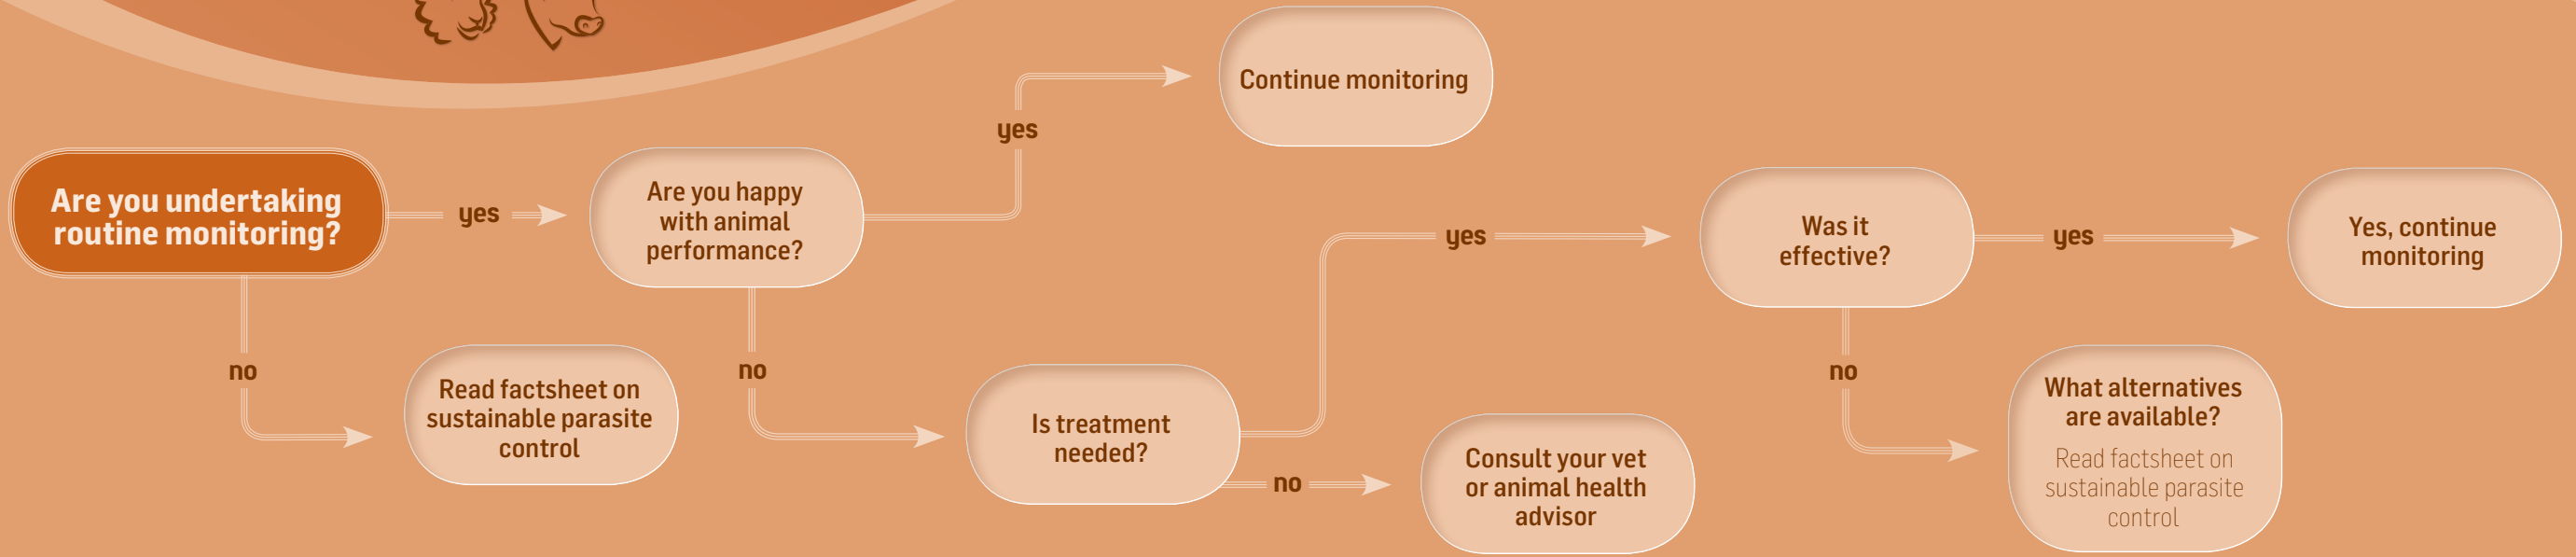 Continue monitoring
yes
Are you undertaking
routine monitoring?
yes
Are you happy
with animal
performance?
yes
Was it
effective?
yes
Yes, continue
monitoring
no
Read factsheet on
sustainable parasite
control
no
Is treatment
needed?
no
Consult your vet
or animal health
advisor
no
What alternatives
are available?
Read factsheet on
sustainable parasite
control